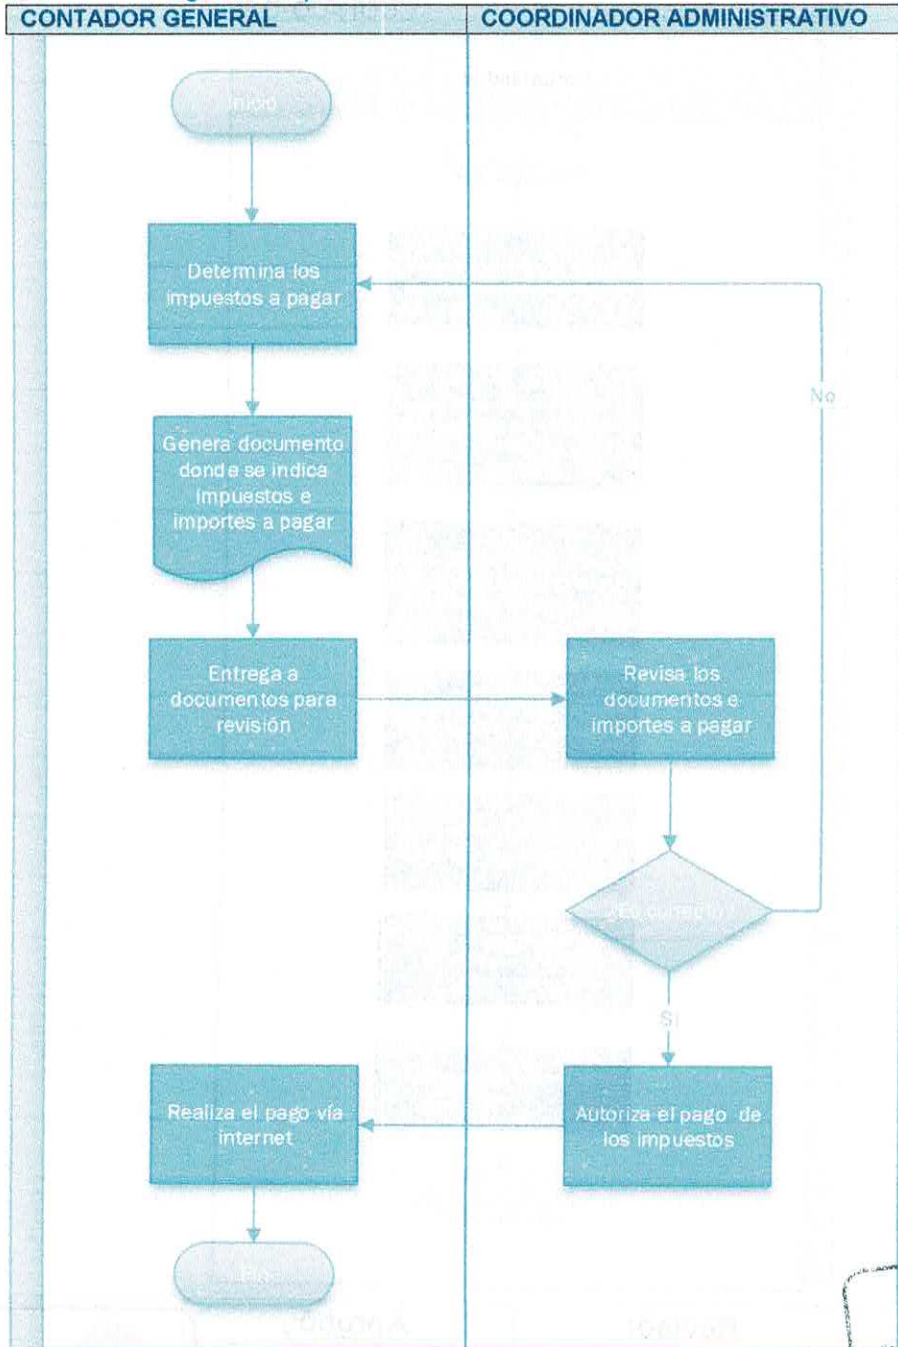 CONTADOR GENERAL
COORDINADOR ADMINISTRATIVO
Inicio
Determina los
impuestos a pagar
No
Genera documento
donde se indica
impuestos e
importes a pagar
Entrega a
documentos para
revisión
Revisa los
documentos e
importes a pagar
¿Es correcto?
Si
Realiza el pago vía
internet
Autoriza el pago de
los impuestos
Fin